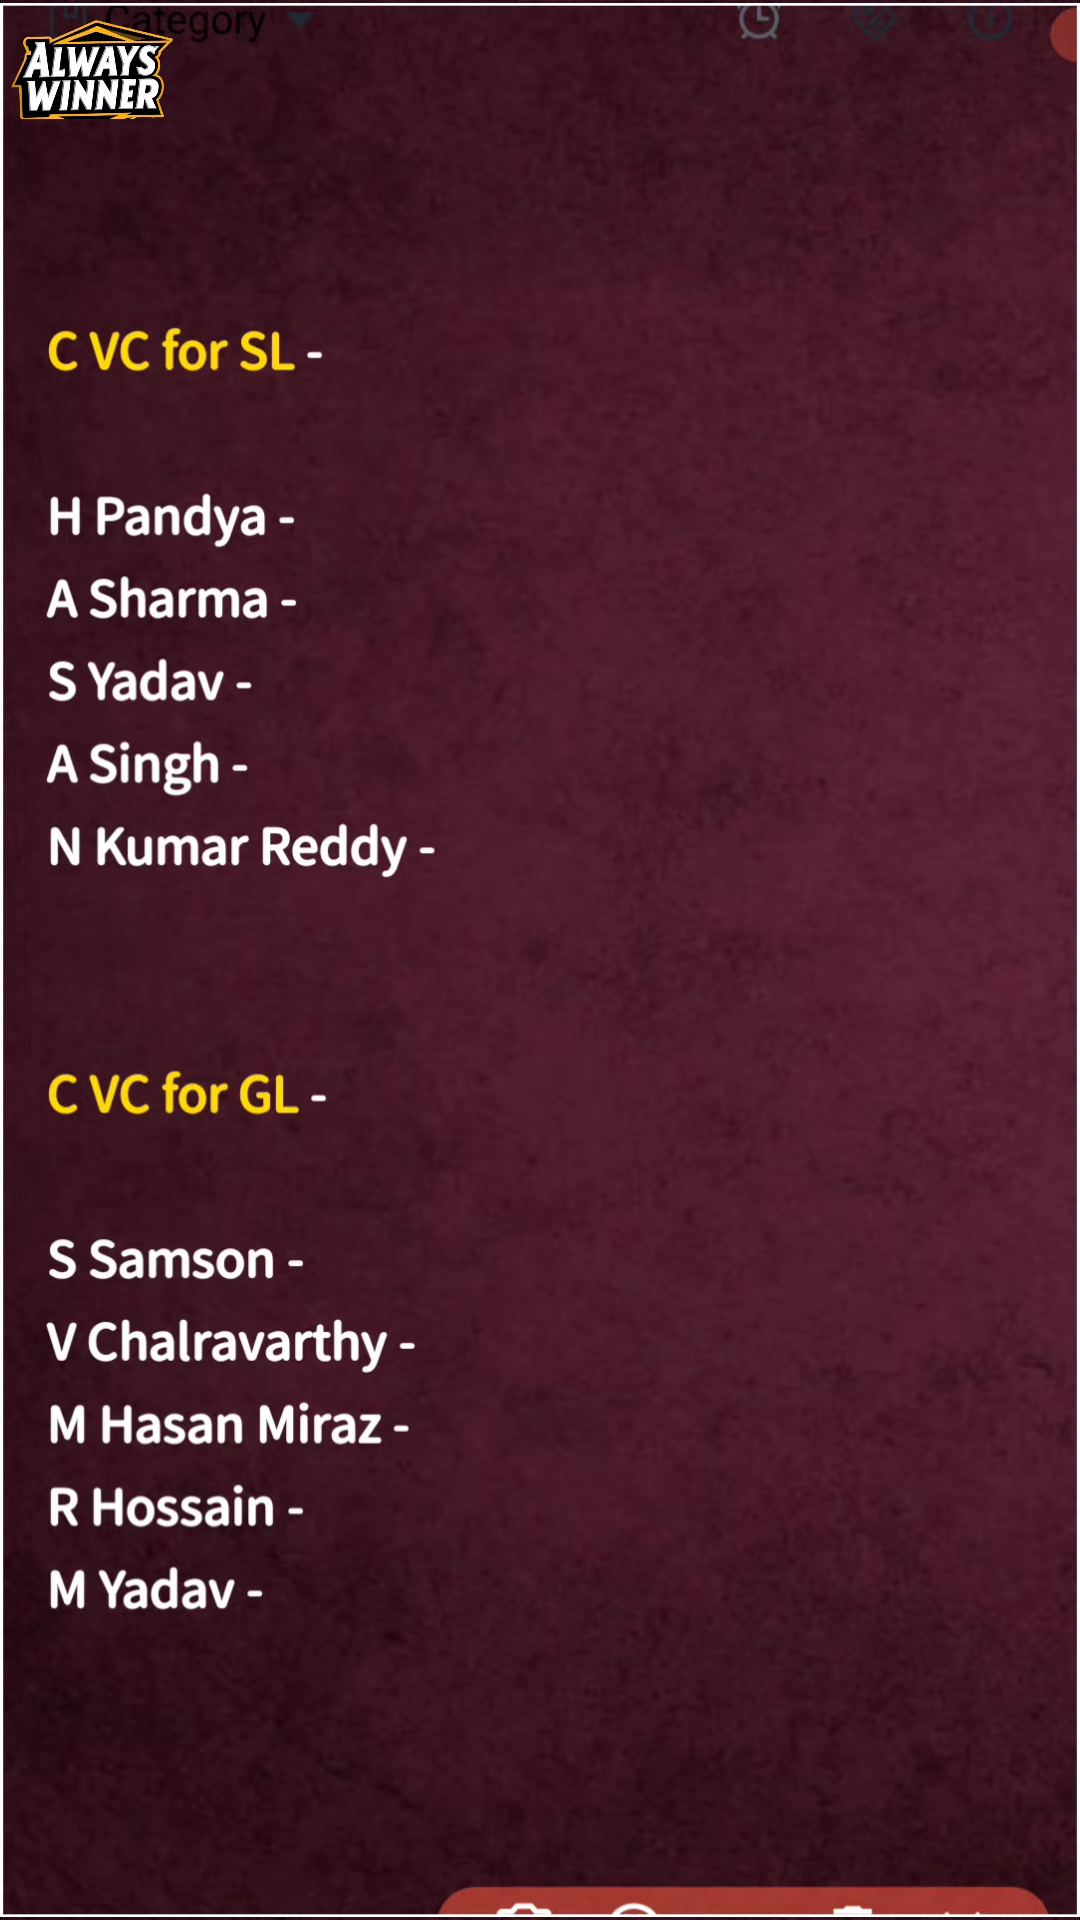 Category
ALWAYS
WINNER
C VC for SL -
H Pandya -
A Sharma -
S Yadav -
A Singh -
N Kumar Reddy -
C VC for GL -
S Samson -
V Chalravarthy -
M Hasan Miraz -
R Hossain -
M Yadav -